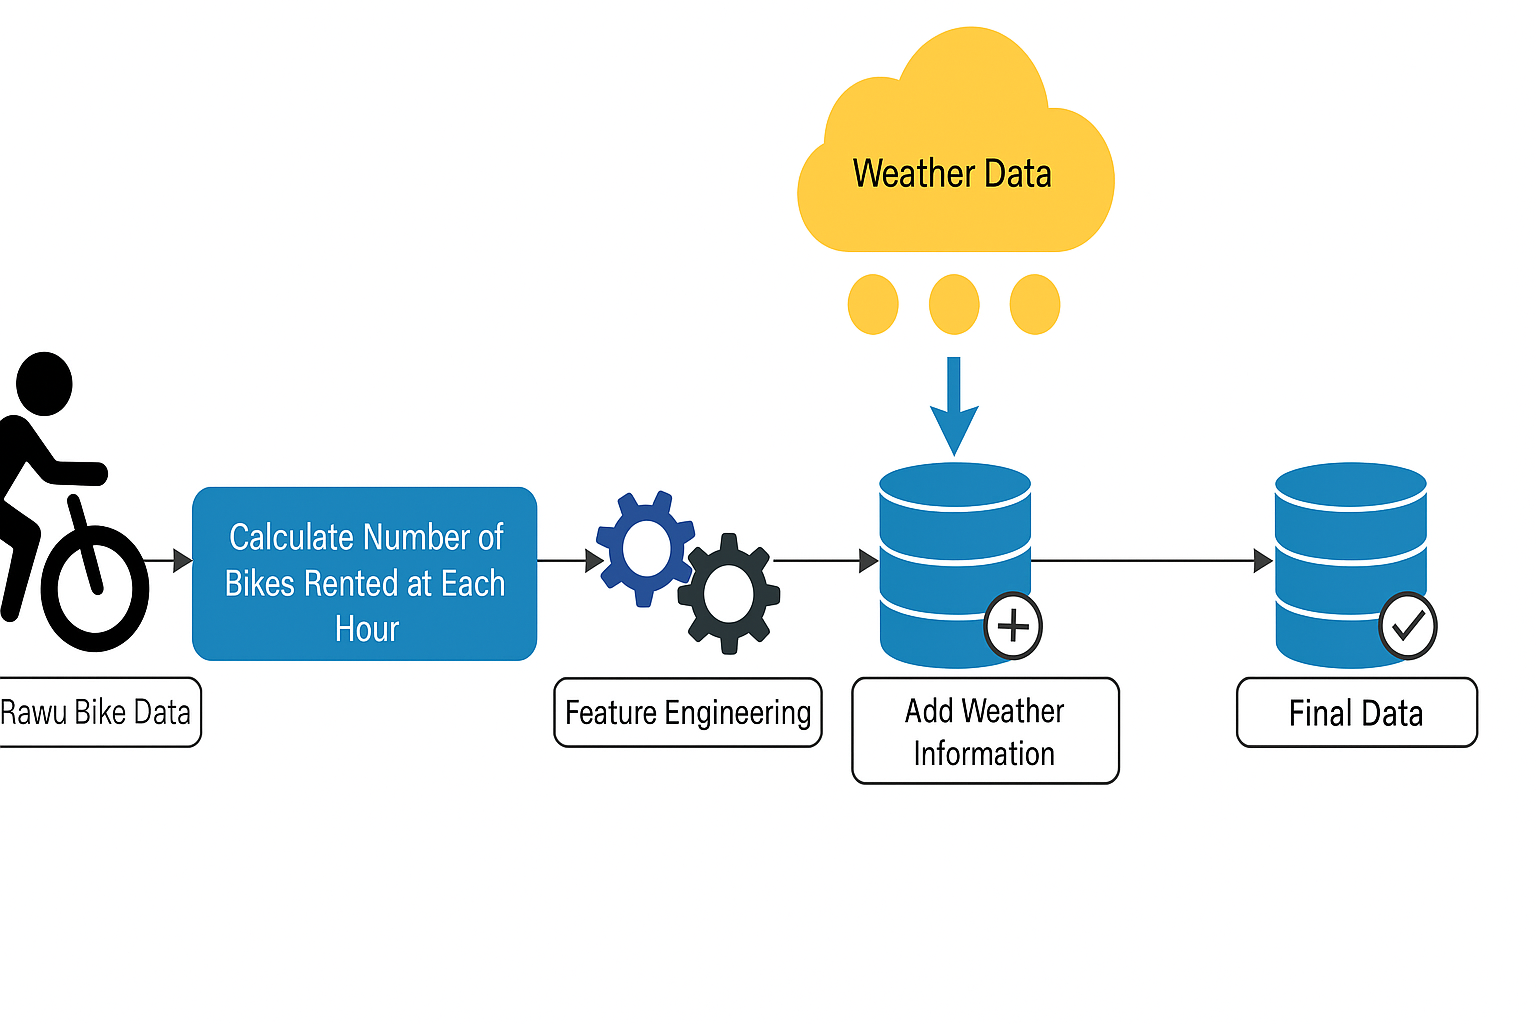 Weather Data
Calculate Number of
Bikes Rented at Each
Hour
Rawu Bike Data
Feature Engineering
Add Weather
Information
Final Data